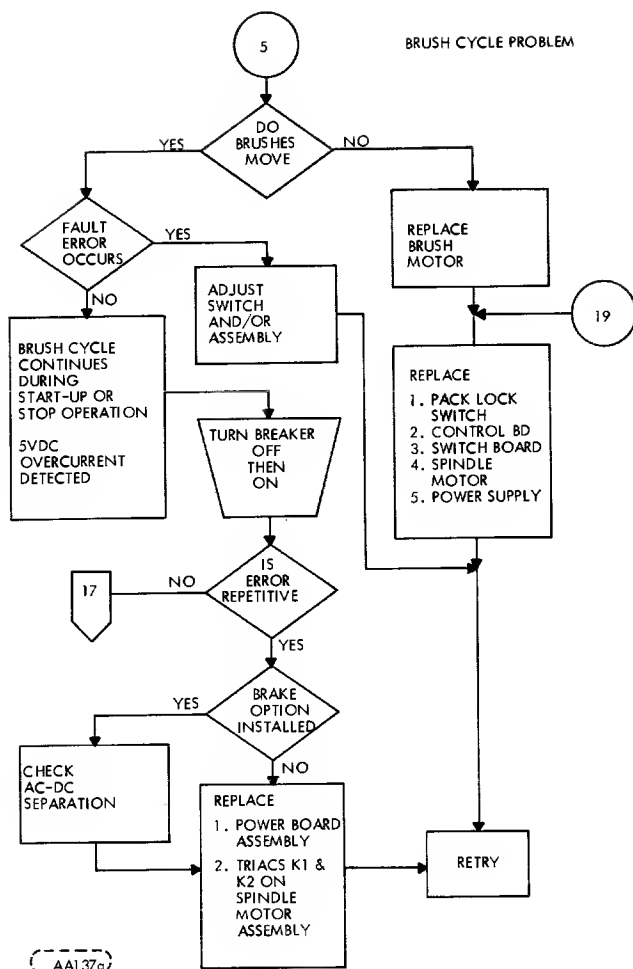 5
BRUSH CYCLE PROBLEM
DO
BRUSHES
MOVE
YES
NO
FAULT
ERROR
OCCURS
YES
NO
REPLACE
BRUSH
MOTOR
ADJUST
SWITCH
AND/OR
ASSEMBLY
19
BRUSH CYCLE
CONTINUES
DURING
START-UP OR
STOP OPERATION
5VDC
OVERCURRENT
DETECTED
REPLACE
1. PACK LOCK
SWITCH
2. CONTROL BD
3. SWITCH BOARD
4. SPINDLE
MOTOR
5. POWER SUPPLY
TURN BREAKER
OFF
THEN
ON
IS
ERROR
REPETITIVE
NO
17
YES
BRAKE
OPTION
INSTALLED
YES
NO
CHECK
AC-DC
SEPARATION
REPLACE
1. POWER BOARD
ASSEMBLY
2. TRIACS K1 &
K2 ON
SPINDLE
MOTOR
ASSEMBLY
RETRY
AA137a